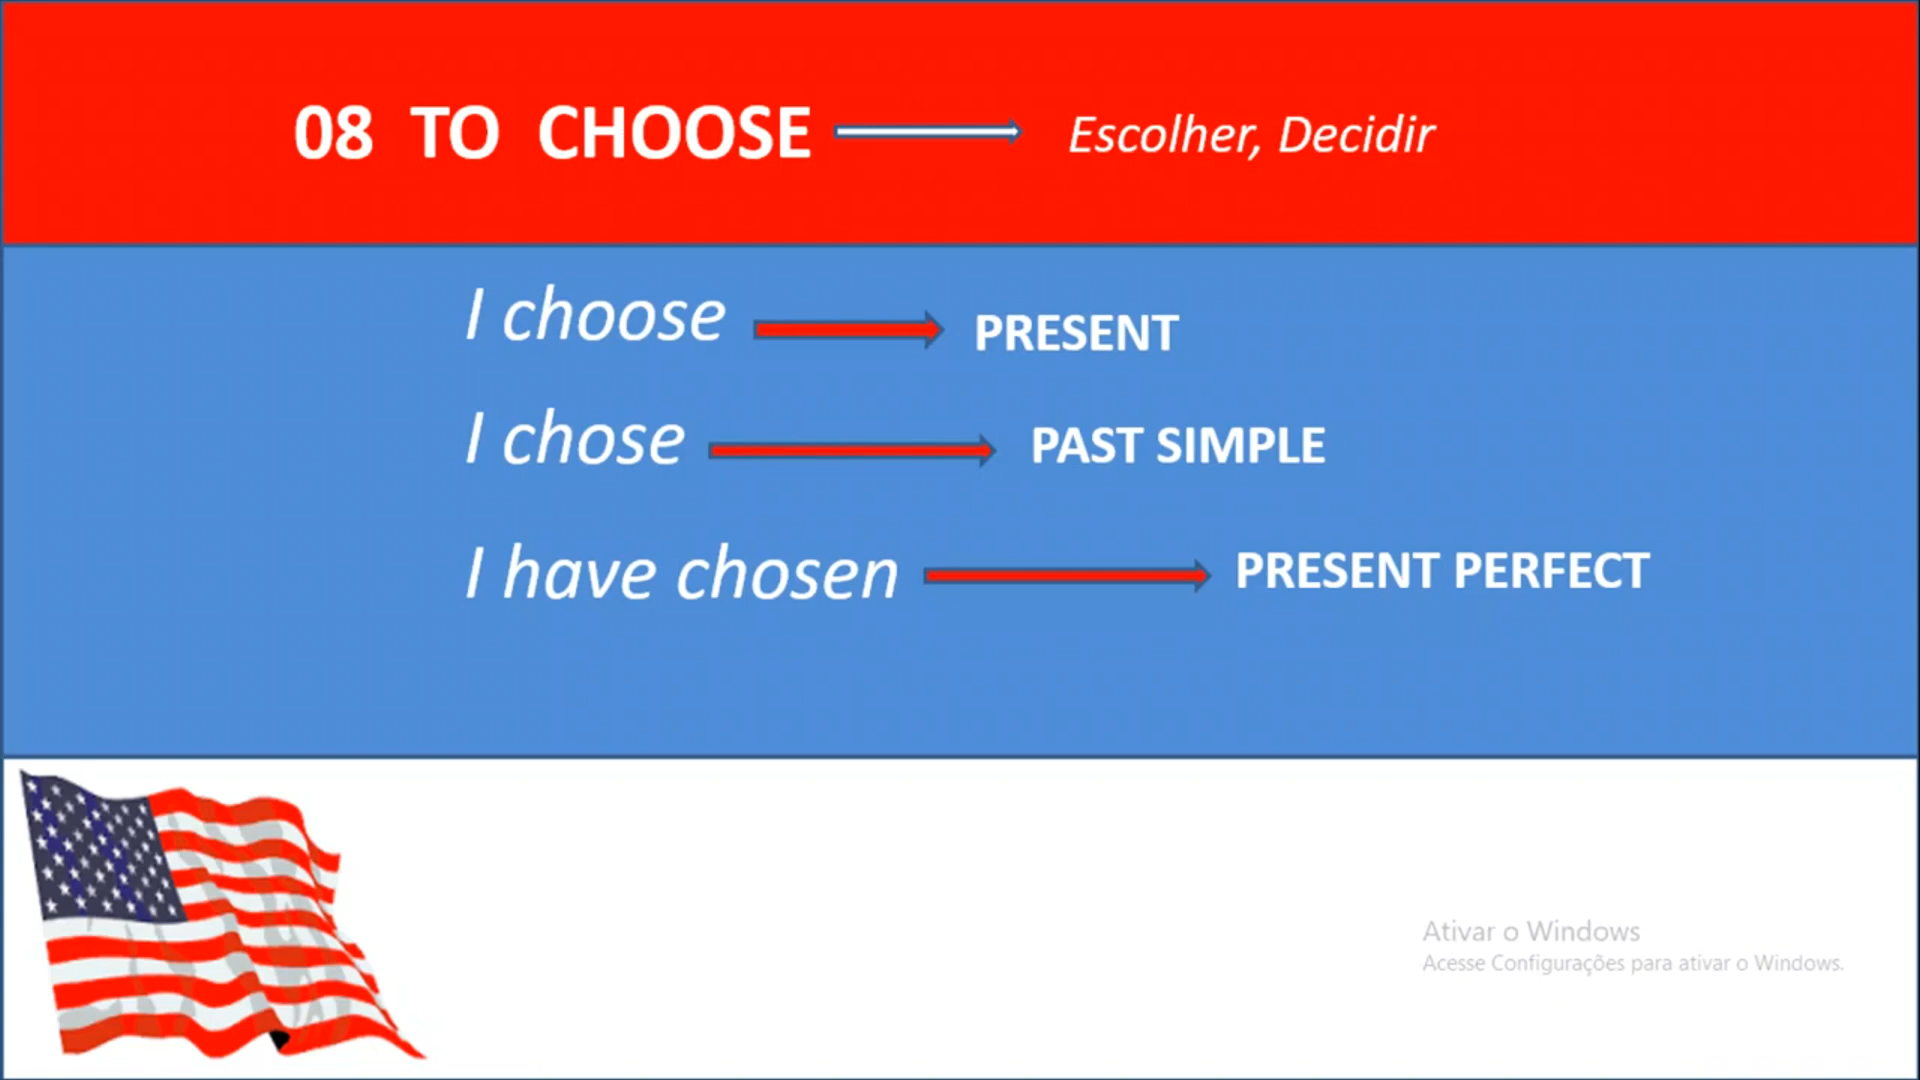 08 TO CHOOSE Escolher, Decidir
I choose PRESENT
I chose PAST SIMPLE
I have chosen PRESENT PERFECT
Ativar o Windows
Acesse Configurações para ativar o Windows.